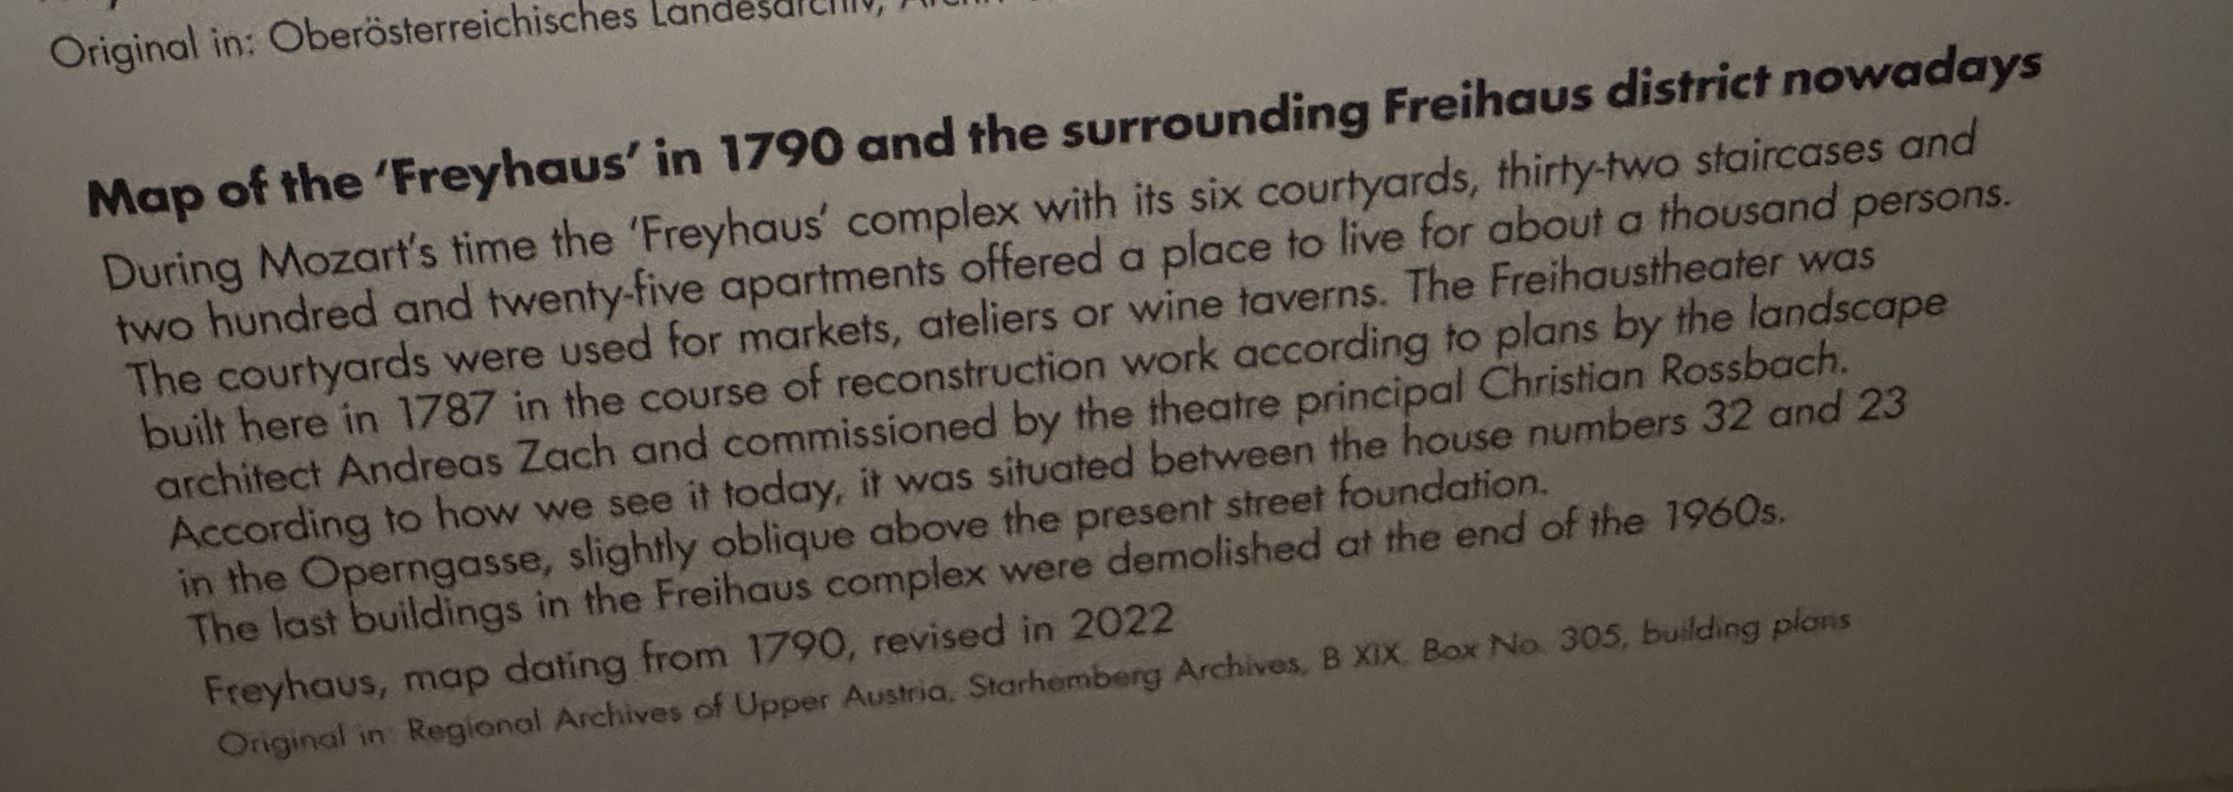 Original in: Oberösterreichisches Landesarchiv,
Map of the ‘Freyhaus’ in 1790 and the surrounding Freihaus district nowadays
During Mozart’s time the ‘Freyhaus’ complex with its six courtyards, thirty-two staircases and
two hundred and twenty-five apartments offered a place to live for about a thousand persons.
The courtyards were used for markets, ateliers or wine taverns. The Freihaustheater was
built here in 1787 in the course of reconstruction work according to plans by the landscape
architect Andreas Zach and commissioned by the theatre principal Christian Rossbach.
According to how we see it today, it was situated between the house numbers 32 and 23
in the Operngasse, slightly oblique above the present street foundation.
The last buildings in the Freihaus complex were demolished at the end of the 1960s.
Freyhaus, map dating from 1790, revised in 2022
Original in: Regional Archives of Upper Austria, Starhemberg Archives, B XIX, Box No. 305, building plans